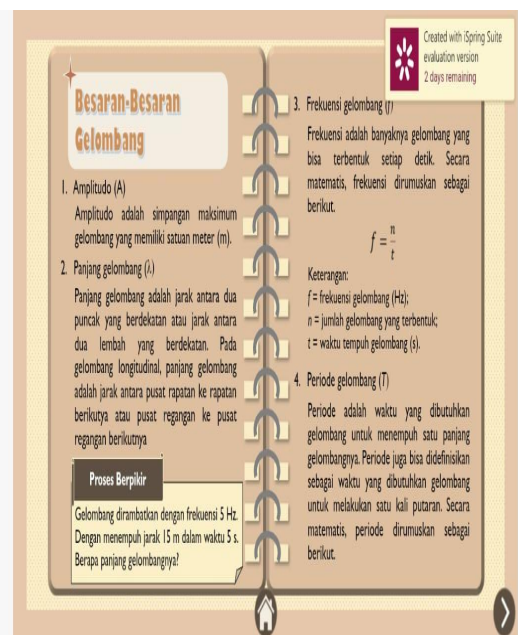 Created with iSpring Suite
evaluation version
2 days remaining
Besaran-Besaran
Gelombang
1. Amplitudo (A)
Amplitudo adalah simpangan maksimum
gelombang yang memiliki satuan meter (m).
2. Panjang gelombang (λ)
Panjang gelombang adalah jarak antara dua
puncak yang berdekatan atau jarak antara
dua lembah yang berdekatan. Pada
gelombang longitudinal, panjang gelombang
adalah jarak antara pusat rapatan ke rapatan
berikutya atau pusat regangan ke pusat
regangan berikutnya
Proses Berpikir
Gelombang dirambatkan dengan frekuensi 5 Hz.
Dengan menempuh jarak 15 m dalam waktu 5 s.
Berapa panjang gelombangnya?
3. Frekuensi gelombang (f)
Frekuensi adalah banyaknya gelombang yang
bisa terbentuk setiap detik. Secara
matematis, frekuensi dirumuskan sebagai
berikut.
f = n/t
Keterangan:
f = frekuensi gelombang (Hz);
n = jumlah gelombang yang terbentuk;
t = waktu tempuh gelombang (s).
4. Periode gelombang (T)
Periode adalah waktu yang dibutuhkan
gelombang untuk menempuh satu panjang
gelombangnya. Periode juga bisa didefinisikan
sebagai waktu yang dibutuhkan gelombang
untuk melakukan satu kali putaran. Secara
matematis, periode dirumuskan sebagai
berikut.